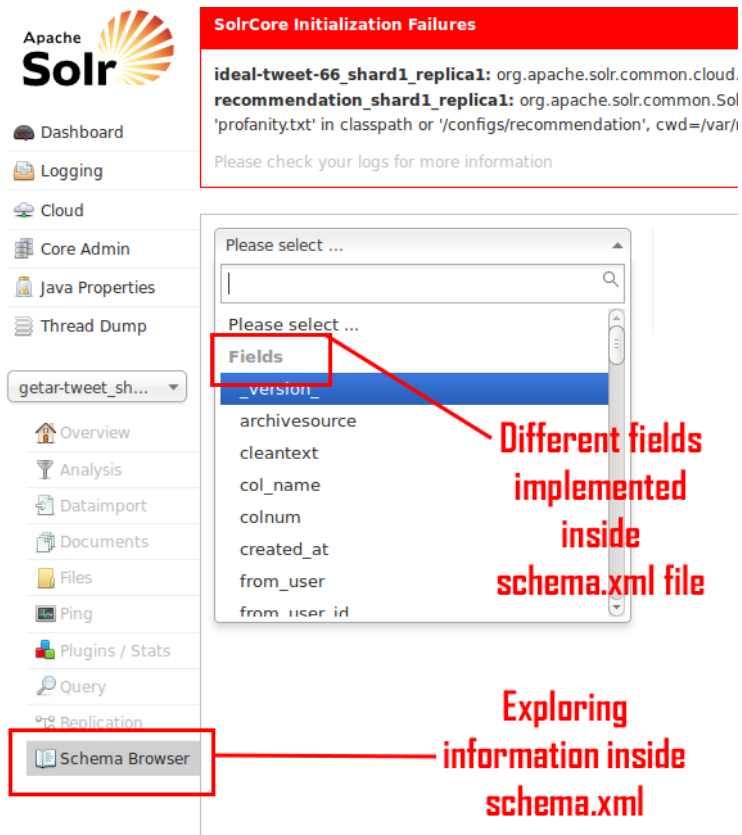 Apache
Solr
Dashboard
Logging
Cloud
Core Admin
Java Properties
Thread Dump
getar-tweet_sh...
Overview
Analysis
Dataimport
Documents
Files
Ping
Plugins / Stats
Query
Replication
Schema Browser
SolrCore Initialization Failures
ideal-tweet-66_shard1_replica1: org.apache.solr.common.cloud.
recommendation_shard1_replica1: org.apache.solr.common.Sol
'profanity.txt' in classpath or '/configs/recommendation', cwd=/var/
Please check your logs for more information
Please select ...
Please select ...
Fields
_version_
archivesource
cleantext
col_name
colnum
created_at
from_user
from_user_id
Different fields
implemented
inside
schema.xml file
Exploring
information inside
schema.xml